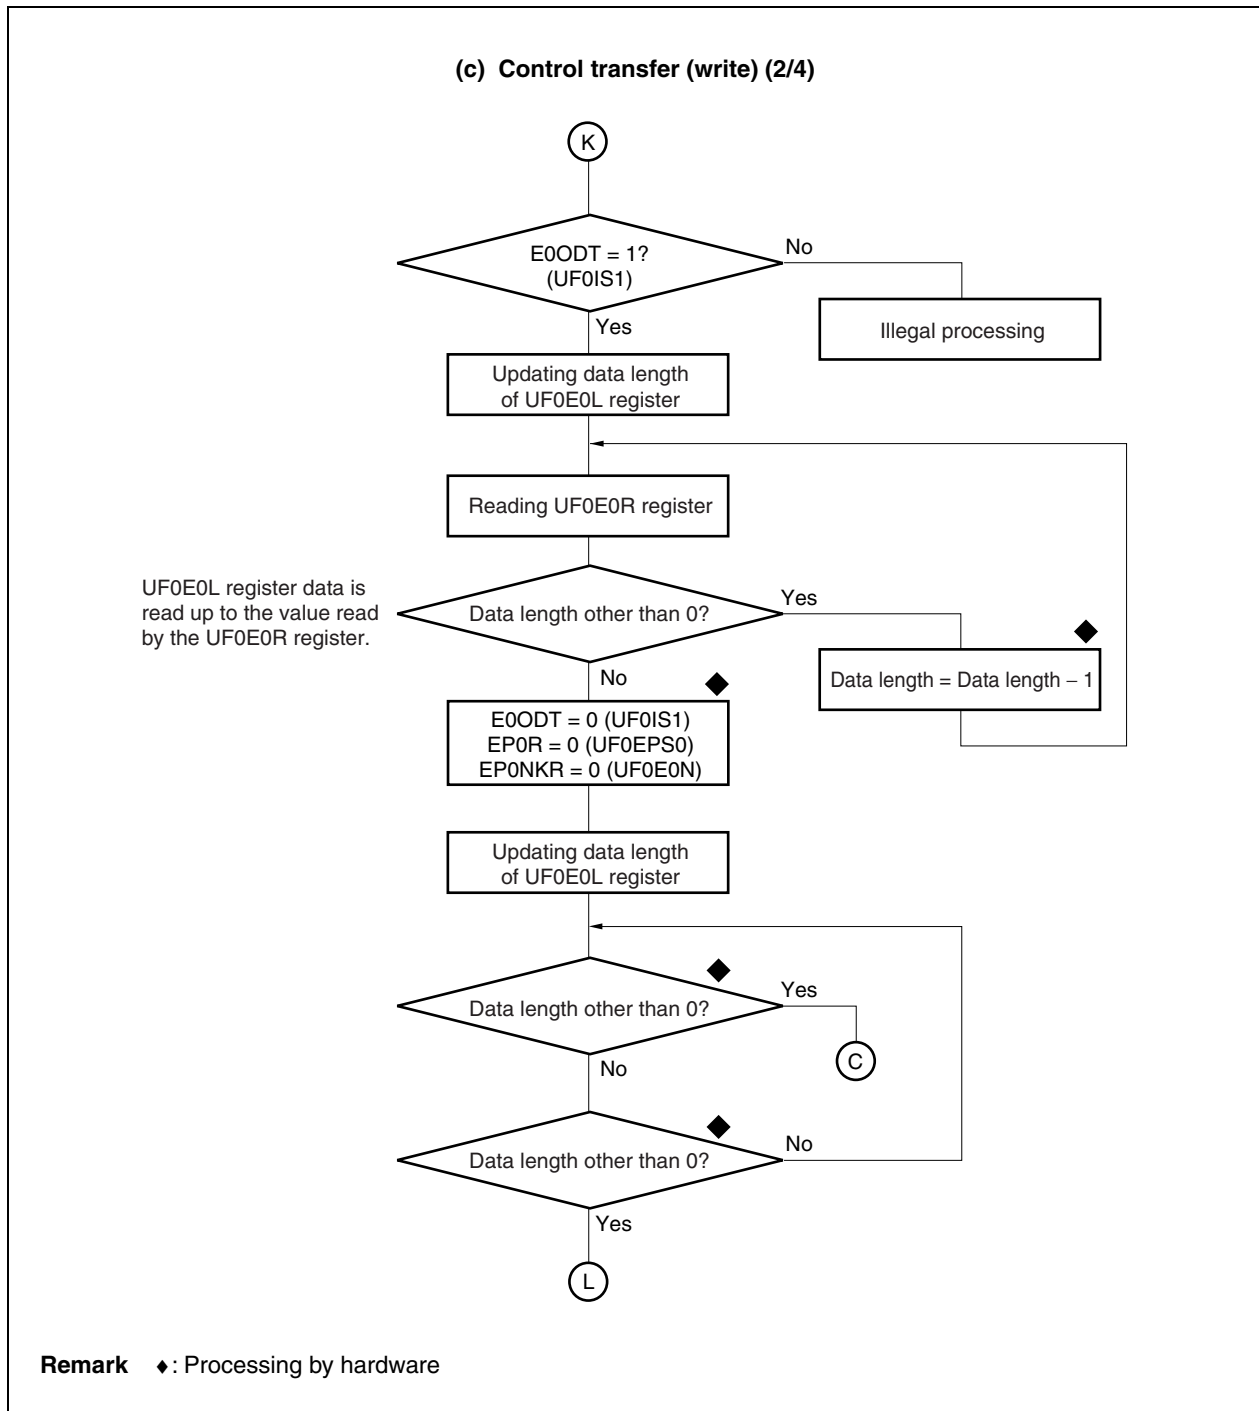 (c) Control transfer (write) (2/4)
K
E0ODT = 1?
(UF0IS1)
No
Illegal processing
Yes
Updating data length
of UF0E0L register
Reading UF0E0R register
UF0E0L register data is
read up to the value read
by the UF0E0R register.
Data length other than 0?
Yes
Data length = Data length – 1
No
E0ODT = 0 (UF0IS1)
EP0R = 0 (UF0EPS0)
EP0NKR = 0 (UF0E0N)
Updating data length
of UF0E0L register
Data length other than 0?
Yes
C
No
Data length other than 0?
No
Yes
L
Remark ♦: Processing by hardware